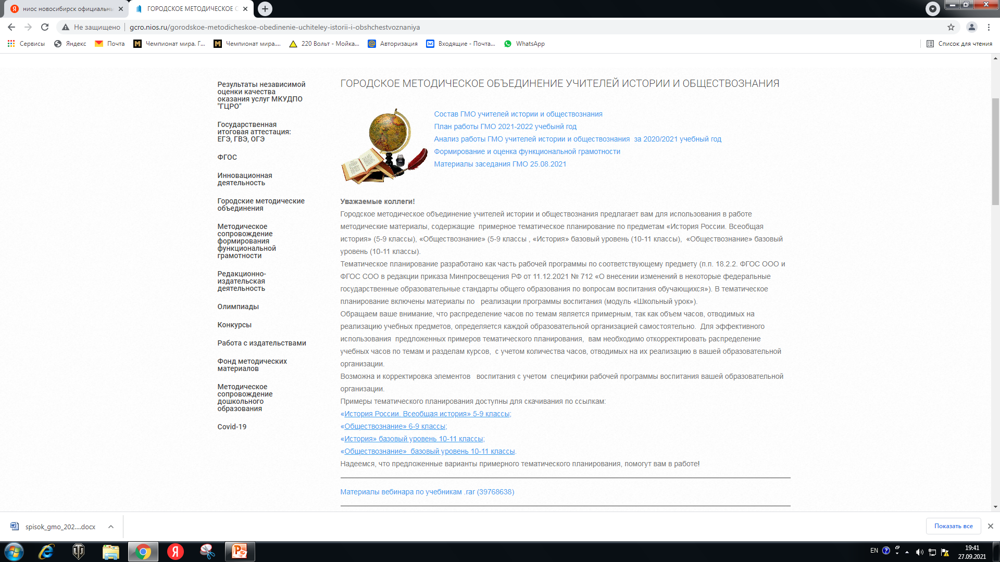 ниос новосибирск официальны
ГОРОДСКОЕ МЕТОДИЧЕСКОЕ О
Не защищено
gcro.nios.ru/gorodskoe-metodicheskoe-obedinenie-uchiteley-istorii-i-obshchestvoznaniya
Сервисы
Яндекс
Почта
Чемпионат мира. Г...
Чемпионат мира....
220 Вольт - Мойка...
Авторизация
Входящие - Почта...
WhatsApp
Список для чтения
Результаты независимой
оценки качества
оказания услуг МКУДПО
"ГЦРО"
Государственная
итоговая аттестация:
ЕГЭ, ГВЭ, ОГЭ
ФГОС
Инновационная
деятельность
Городские методические
объединения
Методическое
сопровождение
формирования
функциональной
грамотности
Редакционно-
издательская
деятельность
Олимпиады
Конкурсы
Работа с издательствами
Фонд методических
материалов
Методическое
сопровождение
дошкольного
образования
Covid-19
ГОРОДСКОЕ МЕТОДИЧЕСКОЕ ОБЪЕДИНЕНИЕ УЧИТЕЛЕЙ ИСТОРИИ И ОБЩЕСТВОЗНАНИЯ
Состав ГМО учителей истории и обществознания
План работы ГМО 2021-2022 учебынй год
Анализ работы ГМО учителей истории и обществознания  за 2020/2021 учебный год
Формирование и оценка функциональной грамотности
Материалы заседания ГМО 25.08.2021
Уважаемые коллеги!
Городское методическое объединение учителей истории и обществознания предлагает вам для использования в работе
методические материалы, содержащие  примерное тематическое планирование по предметам «История России. Всеобщая
история» (5-9 классы), «Обществознание» (5-9 классы , «История» базовый уровень (10-11 классы),  «Обществознание» базовый
уровень (10-11 классы).
Тематическое планирование разработано как часть рабочей программы по соответствующему предмету (п.п. 18.2.2. ФГОС ООО и
ФГОС СОО в редакции приказа Минпросвещения РФ от 11.12.2021 № 712 «О внесении изменений в некоторые федеральные
государственные образовательные стандарты общего образования по вопросам воспитания обучающихся»). В тематическое
планирование включены материалы по   реализации программы воспитания (модуль «Школьный урок»).
Обращаем ваше внимание, что распределение часов по темам является примерным, так как объем часов, отводимых на
реализацию учебных предметов, определяется каждой образовательной организацией самостоятельно.  Для эффективного
использования  предложенных примеров тематического планирования,  вам необходимо откорректировать распределение
учебных часов по темам и разделам курсов,  с учетом количества часов, отводимых на их реализацию в вашей образовательной
организации.
Возможна и корректировка элементов   воспитания с учетом  специфики рабочей программы воспитания вашей образовательной
организации.
Примеры тематического планирования доступны для скачивания по ссылкам:
«История России. Всеобщая история» 5-9 классы;
«Обществознание» 6-9 классы;
«История» базовый уровень 10-11 классы;
«Обществознание»  базовый уровень 10-11 классы.
Надеемся, что предложенные варианты примерного тематического планирования, помогут вам в работе!
Материалы вебинара по учебникам .rar (39768638)
spisok_gmo_202....docx
Показать все
EN
19:41
27.09.2021